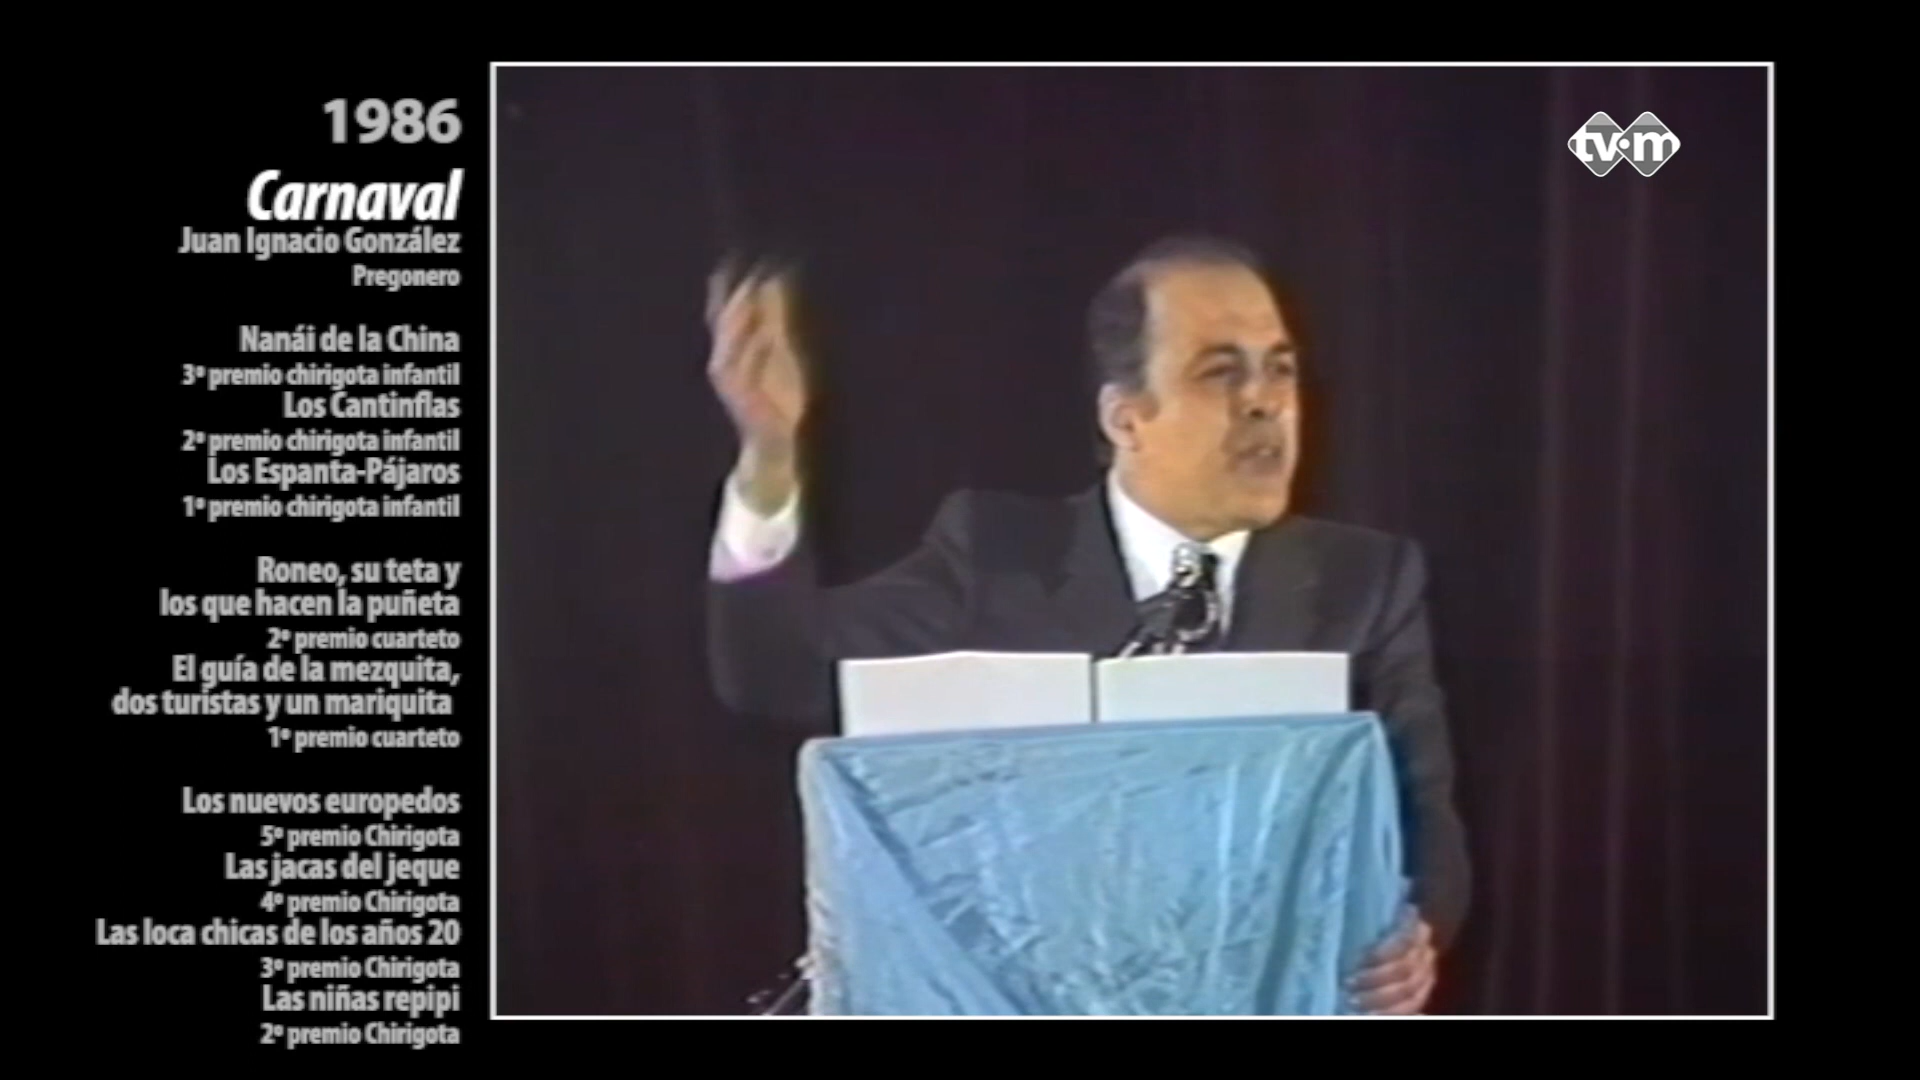 1986
Carnaval
Juan Ignacio González
Pregonero
Nanái de la China
3º premio chirigota infantil
Los Cantinflas
2º premio chirigota infantil
Los Espanta-Pájaros
1º premio chirigota infantil
Roneo, su teta y
los que hacen la puñeta
2º premio cuarteto
El guía de la mezquita,
dos turistas y un mariquita
1º premio cuarteto
Los nuevos europedos
5º premio Chirigota
Las jacas del jeque
4º premio Chirigota
Las loca chicas de los años 20
3º premio Chirigota
Las niñas repipi
2º premio Chirigota
tv·m